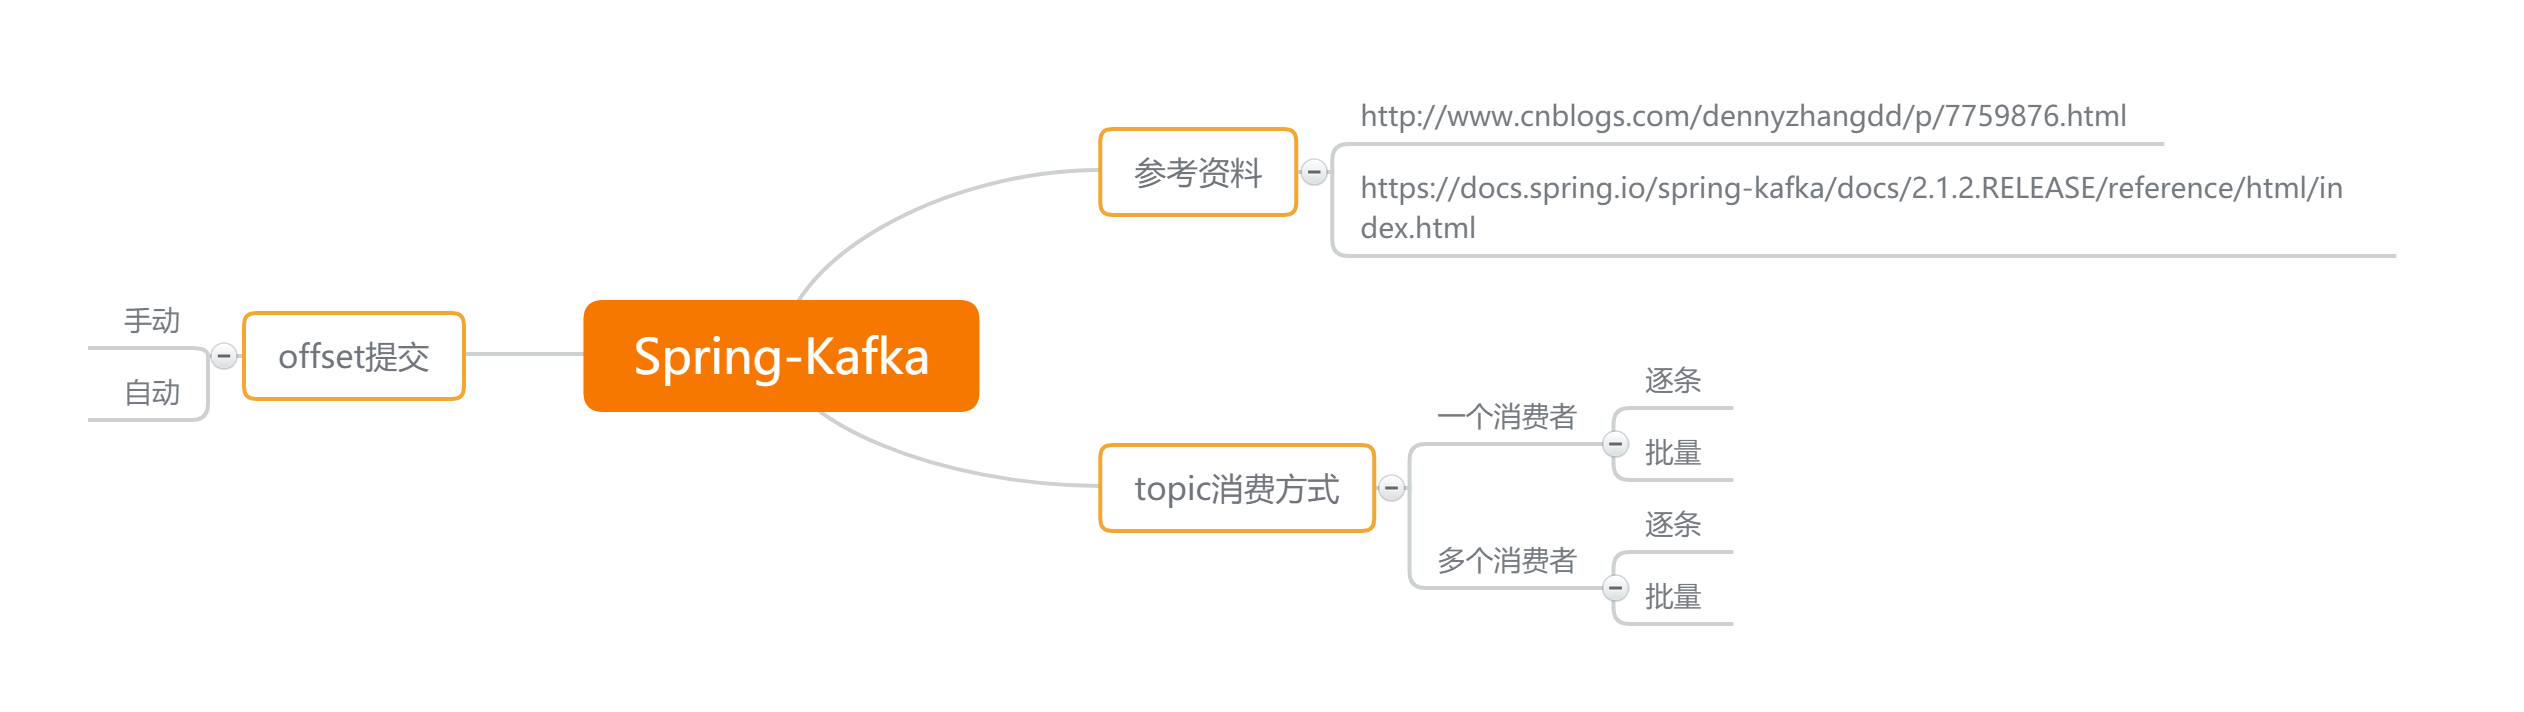 http://www.cnblogs.com/dennyzhangdd/p/7759876.html
参考资料
https://docs.spring.io/spring-kafka/docs/2.1.2.RELEASE/reference/html/in
dex.html
手动
offset提交
自动
Spring-Kafka
topic消费方式
一个消费者
逐条
批量
多个消费者
逐条
批量